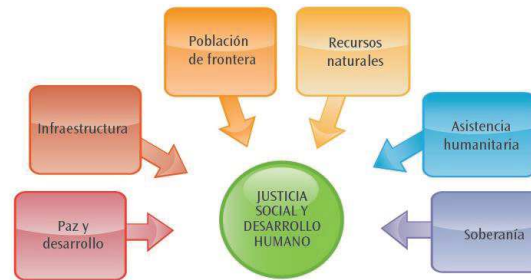 Población
de frontera
Recursos
naturales
Infraestructura
Asistencia
humanitaria
Paz y
desarrollo
JUSTICIA
SOCIAL Y
DESARROLLO
HUMANO
Soberanía